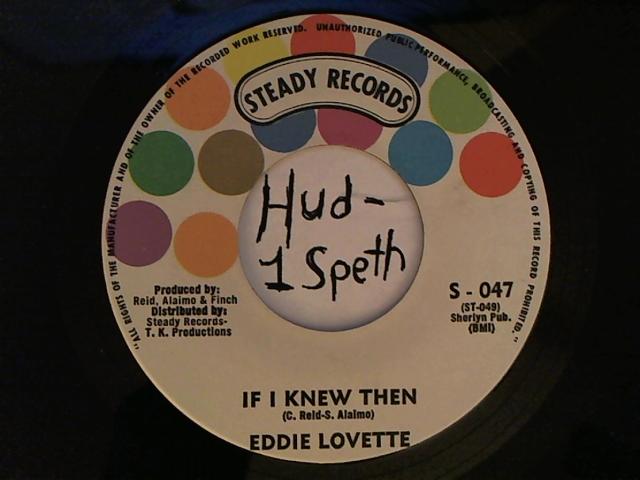 "ALL RIGHTS OF THE MANUFACTURER AND OF THE OWNER OF THE RECORDED WORK RESERVED. UNAUTHORIZED PUBLIC PERFORMANCE, BROADCASTING AND COPYING OF THIS RECORD PROHIBITED."
STEADY RECORDS
Hud-
1 Speth
Produced by:
Reid, Alaimo & Finch
Distributed by:
Steady Records-
T. K. Productions
S - 047
(ST-049)
Sherlyn Pub.
(BMI)
IF I KNEW THEN
(C. Reid-S. Alaimo)
EDDIE LOVETTE